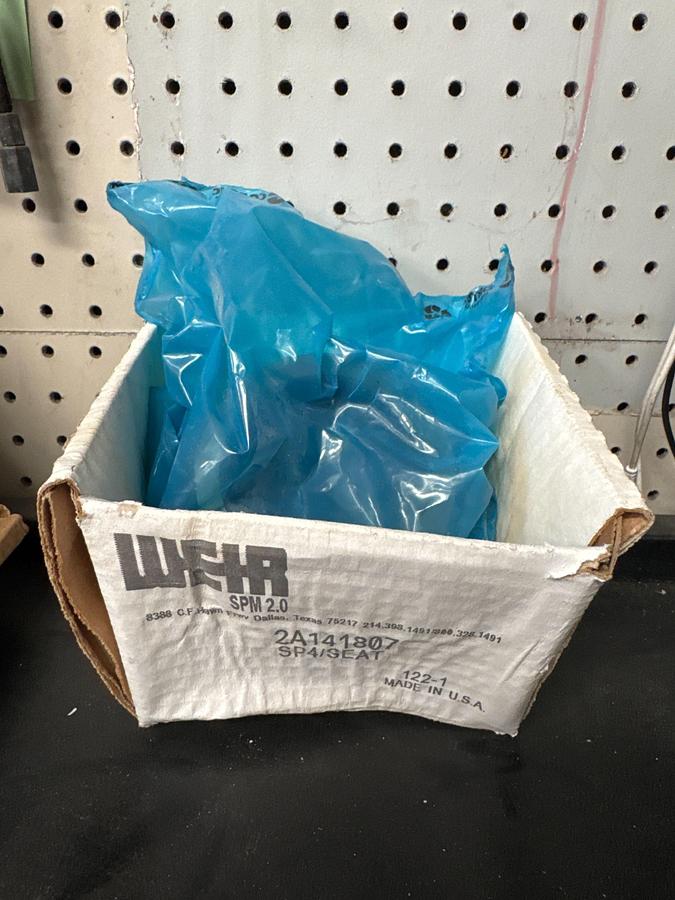 WEIR
SPM 2.0
8388 C.F. Hawn Frwy Dallas, Texas 75217 214.398.1491/800.328.1491
2A141807
SP4/SEAT
122-1
MADE IN U.S.A.